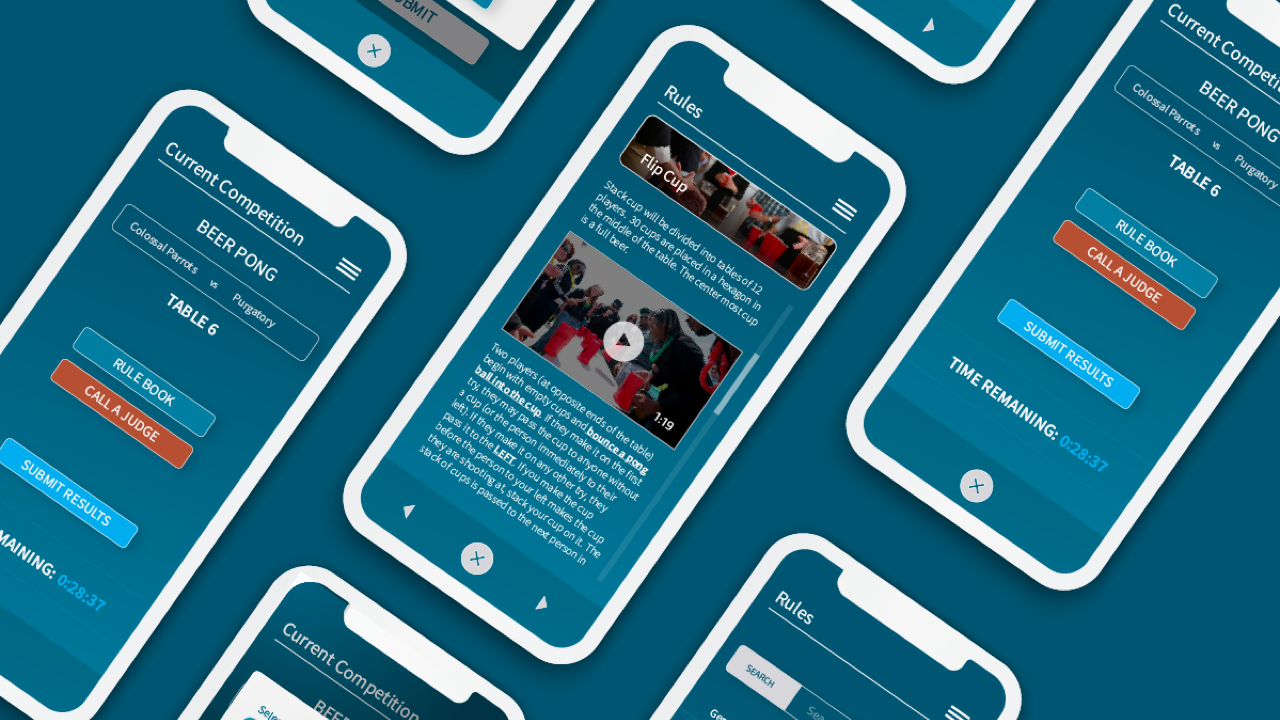 SUBMIT
Current Competition
BEER PONG
Colossal Parrots vs Purgatory
TABLE 6
RULE BOOK
CALL A JUDGE
SUBMIT RESULTS
MAINING: 0:28:37
Rules
Flip Cup
Stack cup will be divided into tables of 12
players. 30 cups are placed in a hexagon in
the middle of the table. The center most cup
is a full beer.
1:19
Two players (at opposite ends of the table)
begin with empty cups and bounce a pong
ball into the cup. If they make it on the first
try, they may pass the cup to anyone without
a cup (or the person immediately to their
left). If they make it on any other try, they
pass it to the LEFT. If you make the cup
before the person to your left makes the cup
they are shooting at, stack your cup on it. The
stack of cups is passed to the next person in
Current Competition
BEER PONG
Colossal Parrots vs Purgatory
TABLE 6
RULE BOOK
CALL A JUDGE
SUBMIT RESULTS
TIME REMAINING: 0:28:37
Current Competition
BEER
Selec
Rules
SEARCH
Sea
Ge